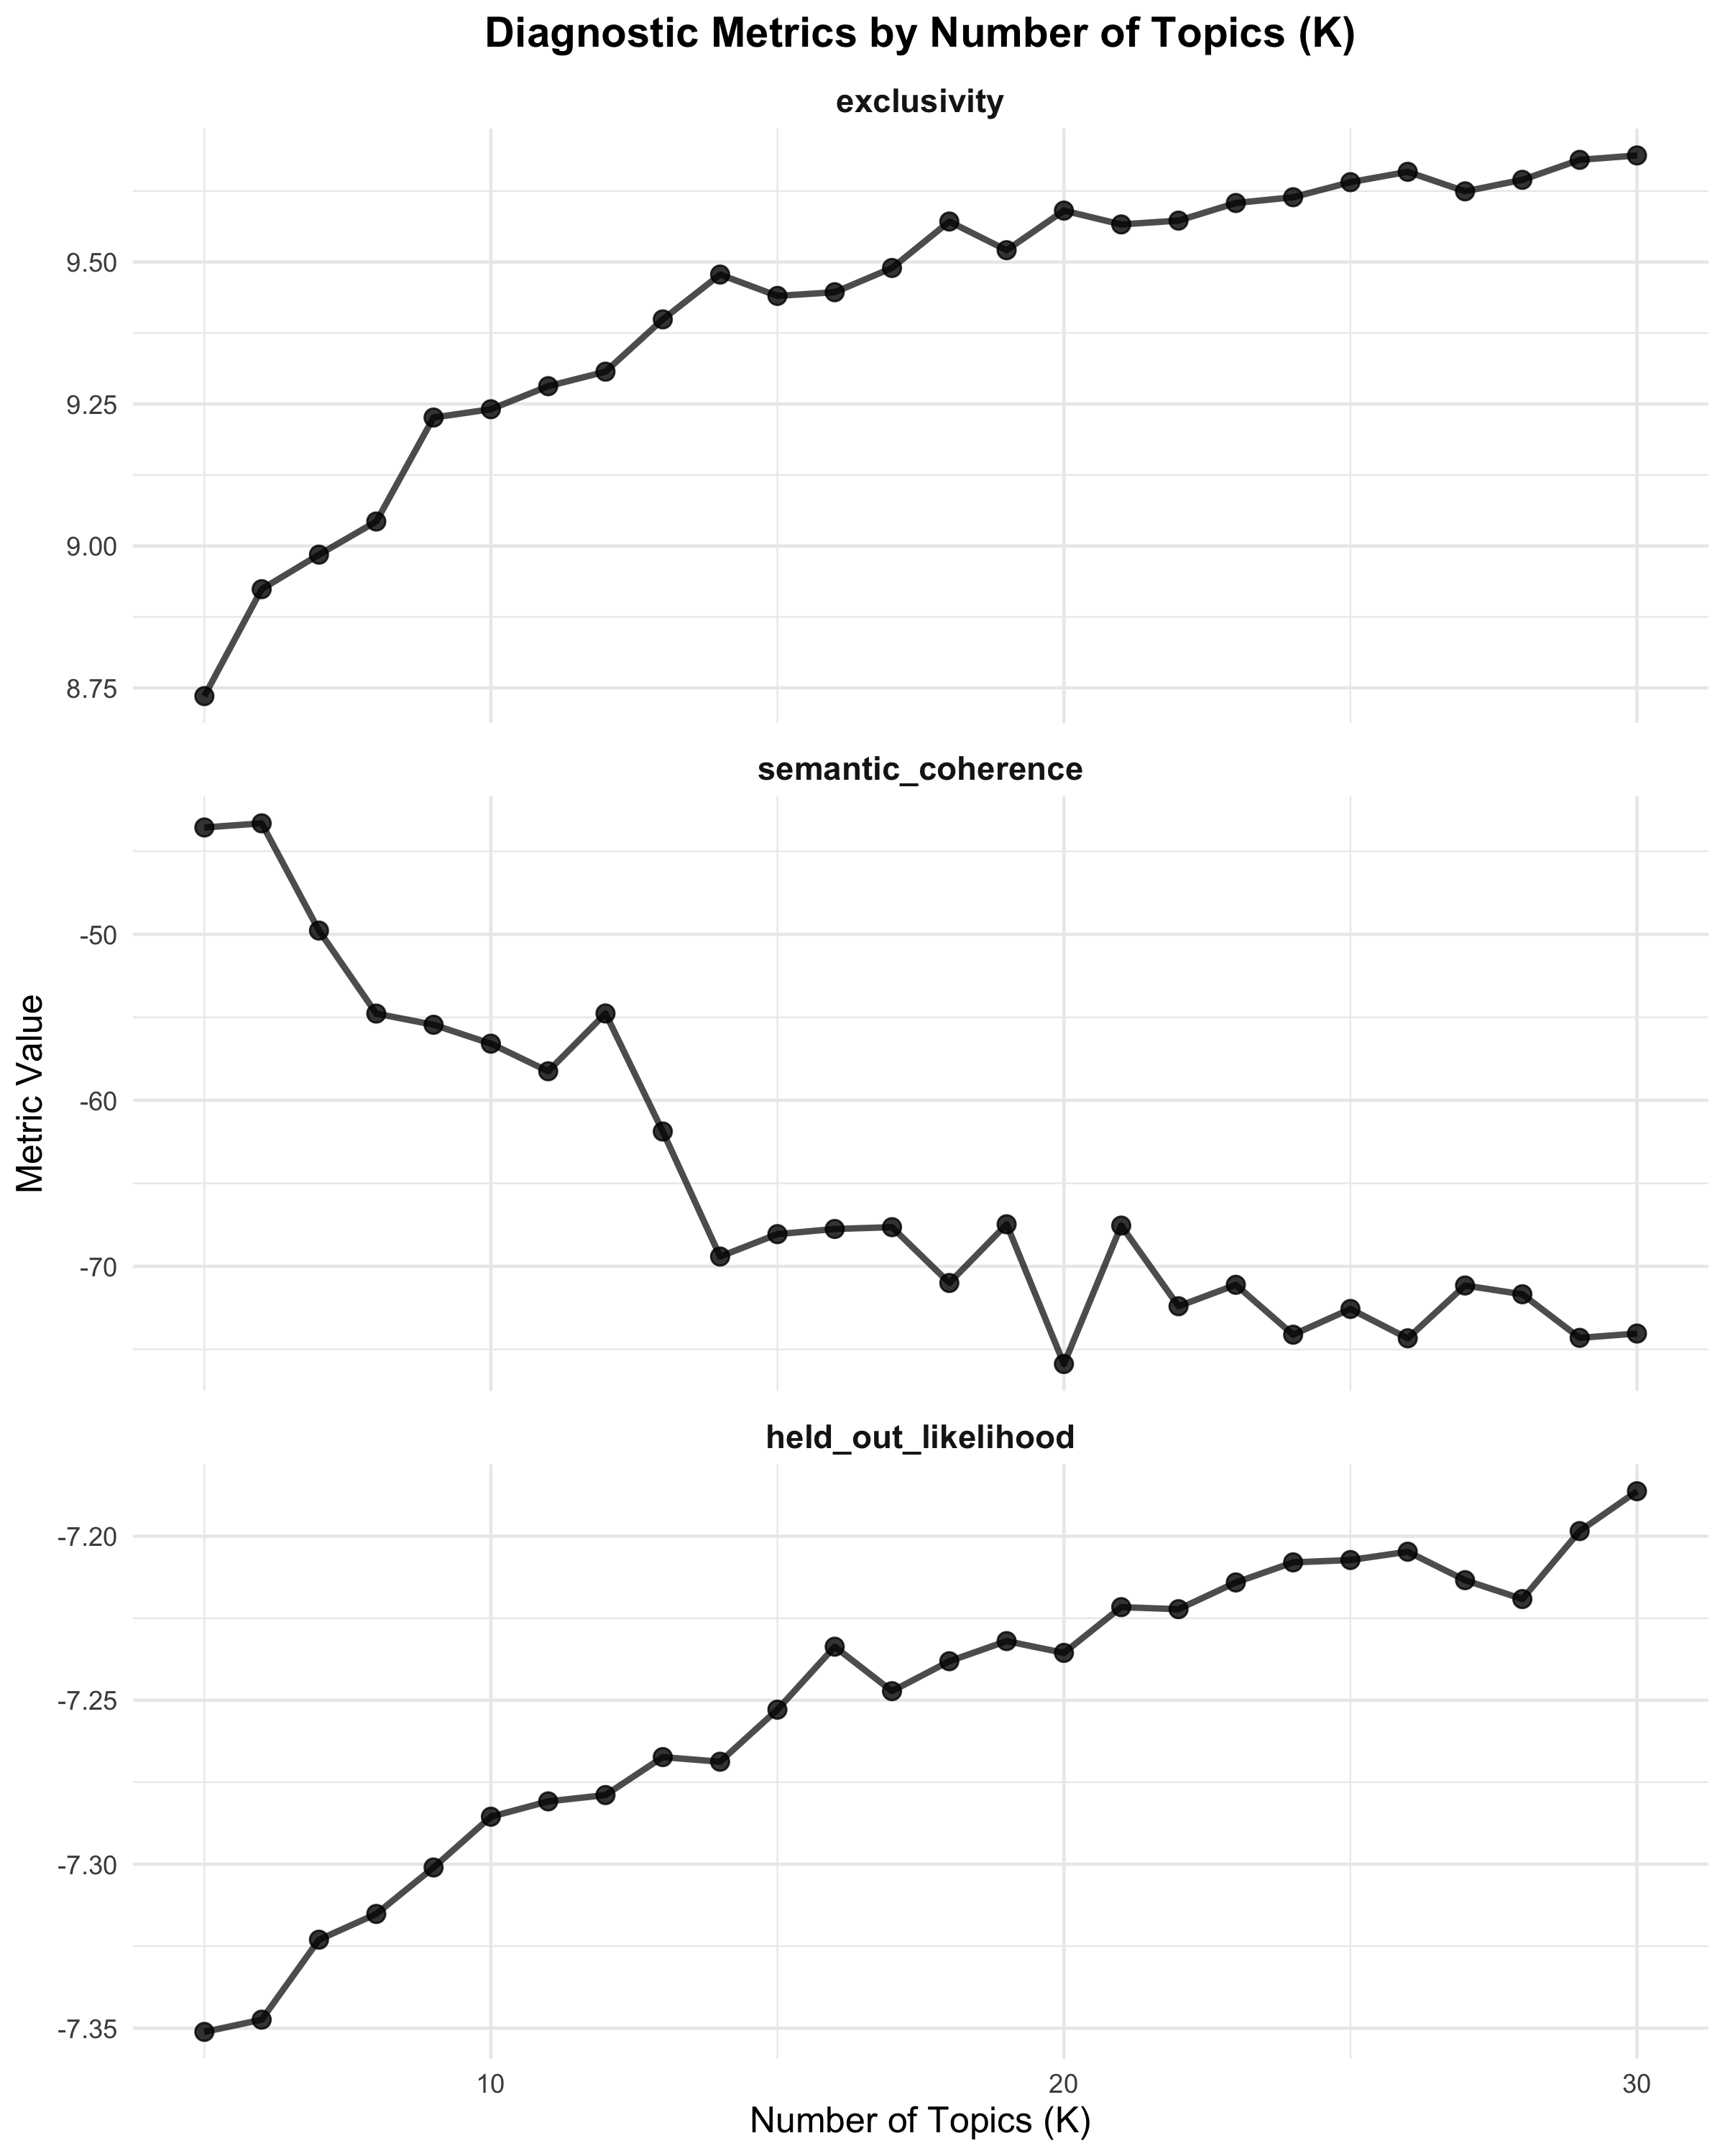 Diagnostic Metrics by Number of Topics (K)
exclusivity
9.50
9.25
9.00
8.75
semantic_coherence
-50
-60
-70
Metric Value
held_out_likelihood
-7.20
-7.25
-7.30
-7.35
10 20 30
Number of Topics (K)